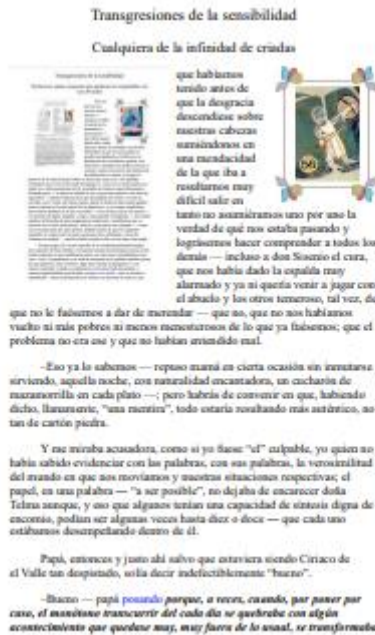 Transgresiones de la sensibilidad
Cualquiera de la infinidad de criadas
que habíamos
tenido antes de
que la desgracia
descendiese sobre
nuestras cabezas
sumiéndonos en
una mendacidad
de la que iba a
resultarnos muy
difícil salir en
tanto no asumiéramos uno por uno la
verdad de qué nos estaba pasando y
lográsemos hacer comprender a todos los
demás — incluso a don Sisenio el cura,
que nos había dado la espalda muy
alarmado y ya ni quería venir a jugar con
el abuelo y los otros temeroso, tal vez, de
que no le fuésemos a dar de merendar — que no, que no nos habíamos
vuelto ni más pobres ni menos menesterosos de lo que ya fuésemos; que el
problema no era ese y que no habían entendido mal.
–Eso ya lo sabemos — repuso mamá en cierta ocasión sin inmutarse
sirviendo, aquella noche, con naturalidad encantadora, un cucharón de
mazamorrilla en cada plato —; pero habrás de convenir en que, habiendo
dicho, llanamente, “una mentira”, todo estaría resultando más auténtico, no
tan de cartón piedra.
Y me miraba acusadora, como si yo fuese “el” culpable, yo quien no
había sabido evidenciar con las palabras, con sus palabras, la verosimilitud
del mundo en que nos movíamos y nuestras situaciones respectivas; el
papel, en una palabra — “a ser posible”, no dejaba de encarecer doña
Telma aunque, y eso que algunos tenían una capacidad de síntesis digna de
encomio, podían ser algunas veces hasta diez o doce — que cada uno
estábamos desempeñando dentro de él.
Papá, entonces y justo ahí salvo que estuviera siendo Ciriaco de
el Valle tan despistado, solía decir indefectiblemente “bueno”.
–Bueno — papá posando porque, a veces, cuando, por poner por
caso, el monótono transcurrir del cada día se quebraba con algún
acontecimiento que quedase muy, muy fuera de lo usual, se transformaba